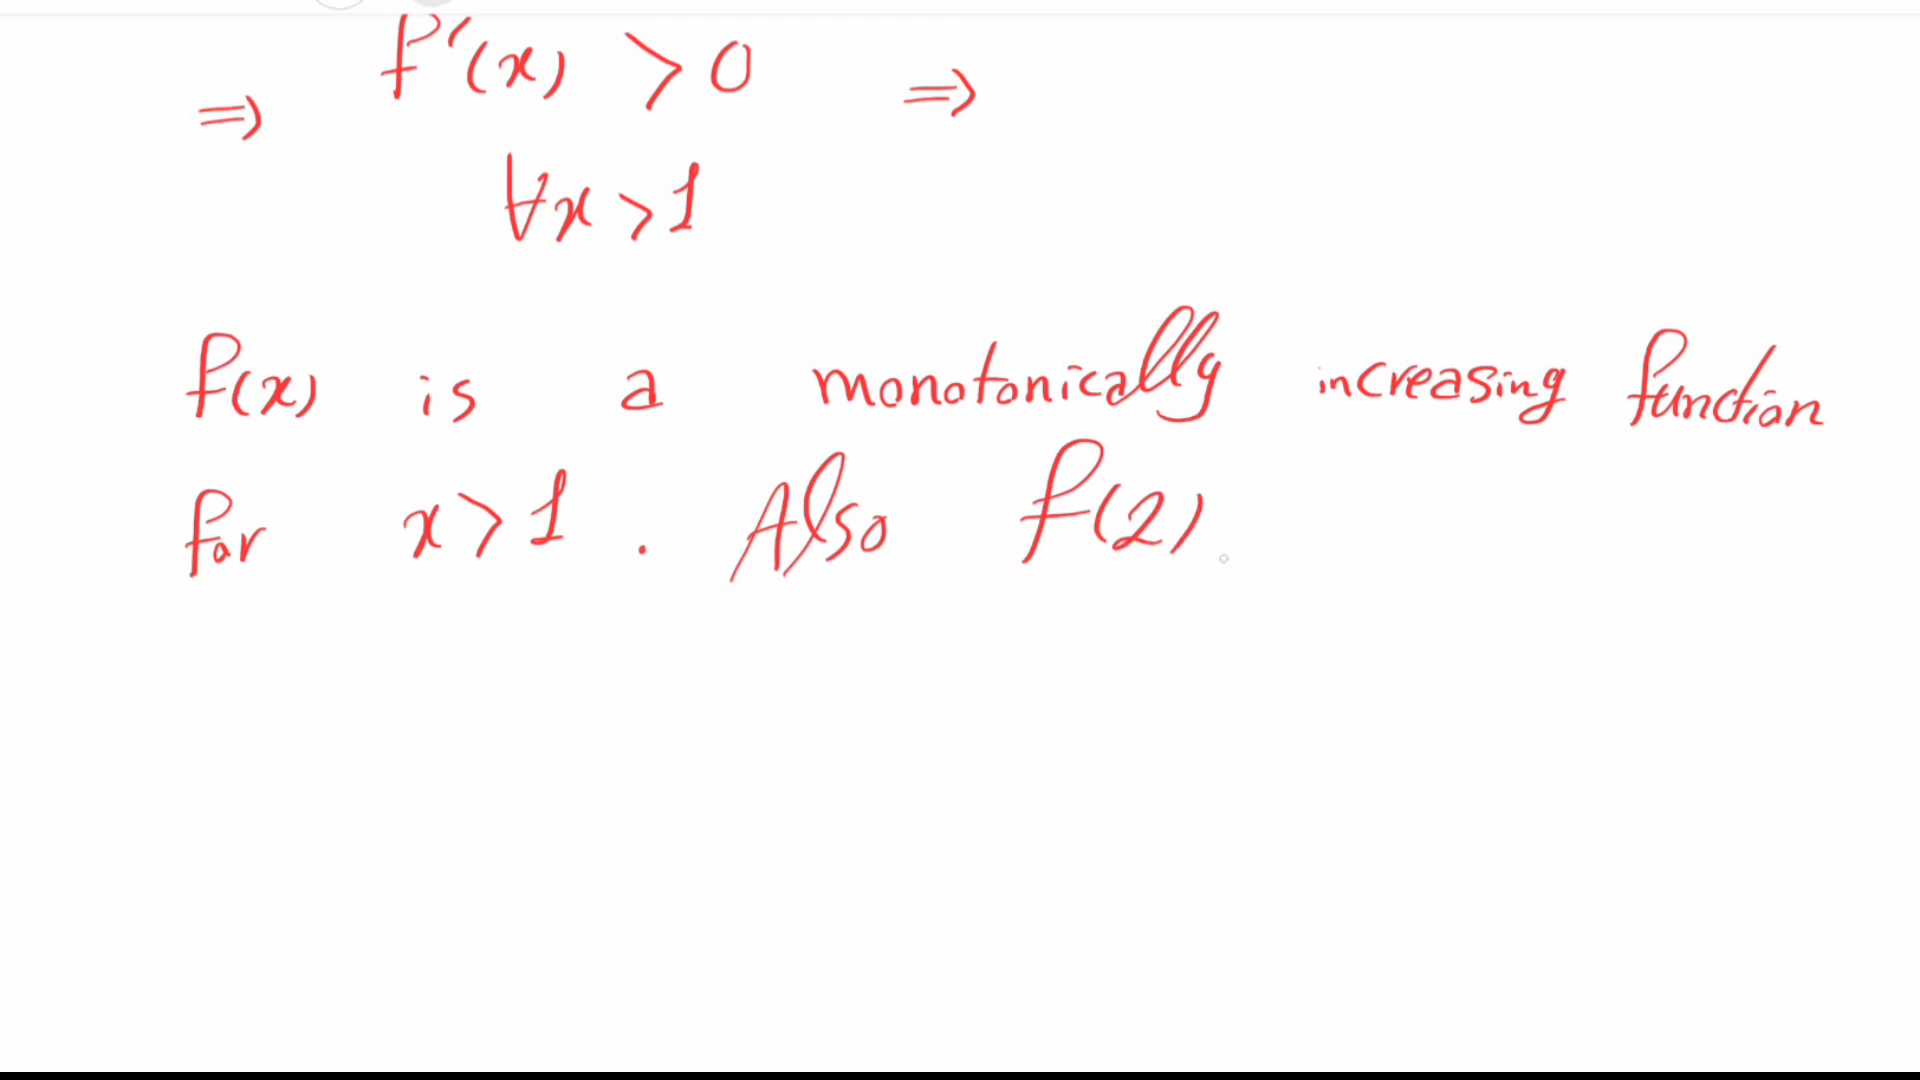 ⇒ f'(x) > 0 ⇒
∀x > 1
f(x) is a monotonically increasing function
for x > 1 . Also f(2)